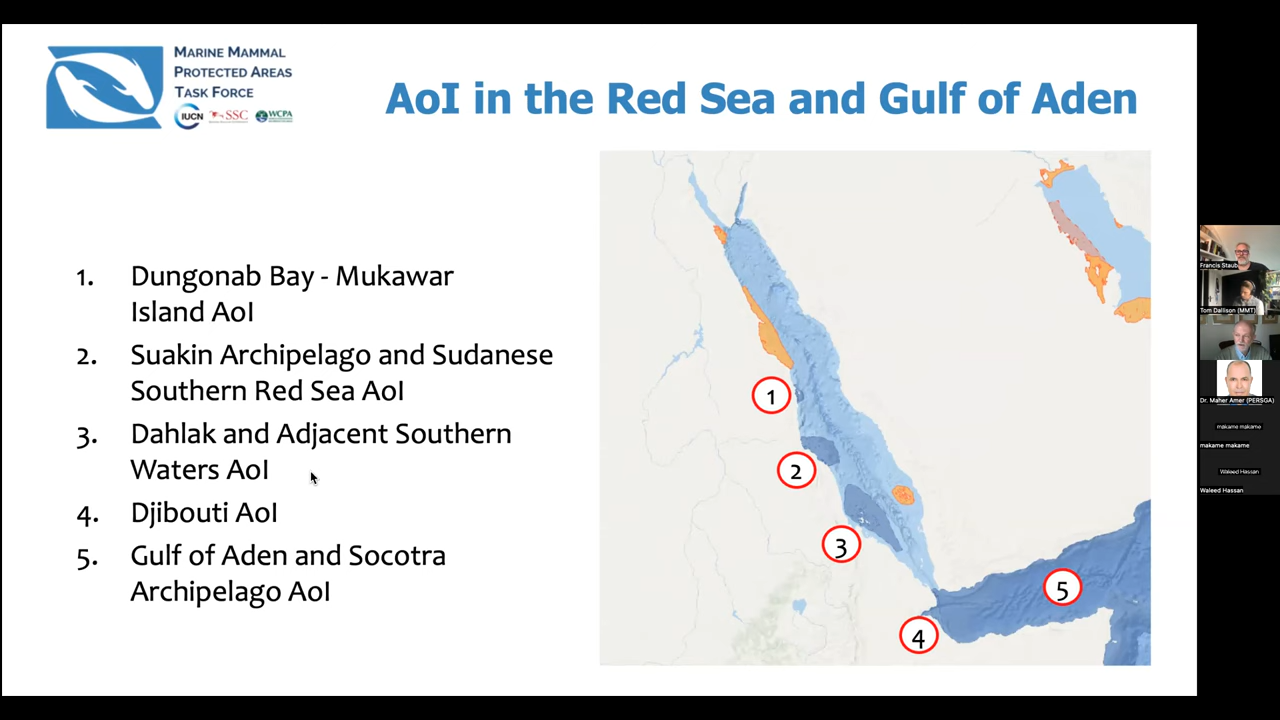 MARINE MAMMAL
PROTECTED AREAS
TASK FORCE
IUCN SSC WCPA
AoI in the Red Sea and Gulf of Aden
1. Dungonab Bay - Mukawar
Island AoI
2. Suakin Archipelago and Sudanese
Southern Red Sea AoI
3. Dahlak and Adjacent Southern
Waters AoI
4. Djibouti AoI
5. Gulf of Aden and Socotra
Archipelago AoI
1
2
3
4
5
Francis Staub
Tom Dallison (MMT)
Dr. Maher Amer (PERSGA)
makame makame
makame makame
Waleed Hassan
Waleed Hassan